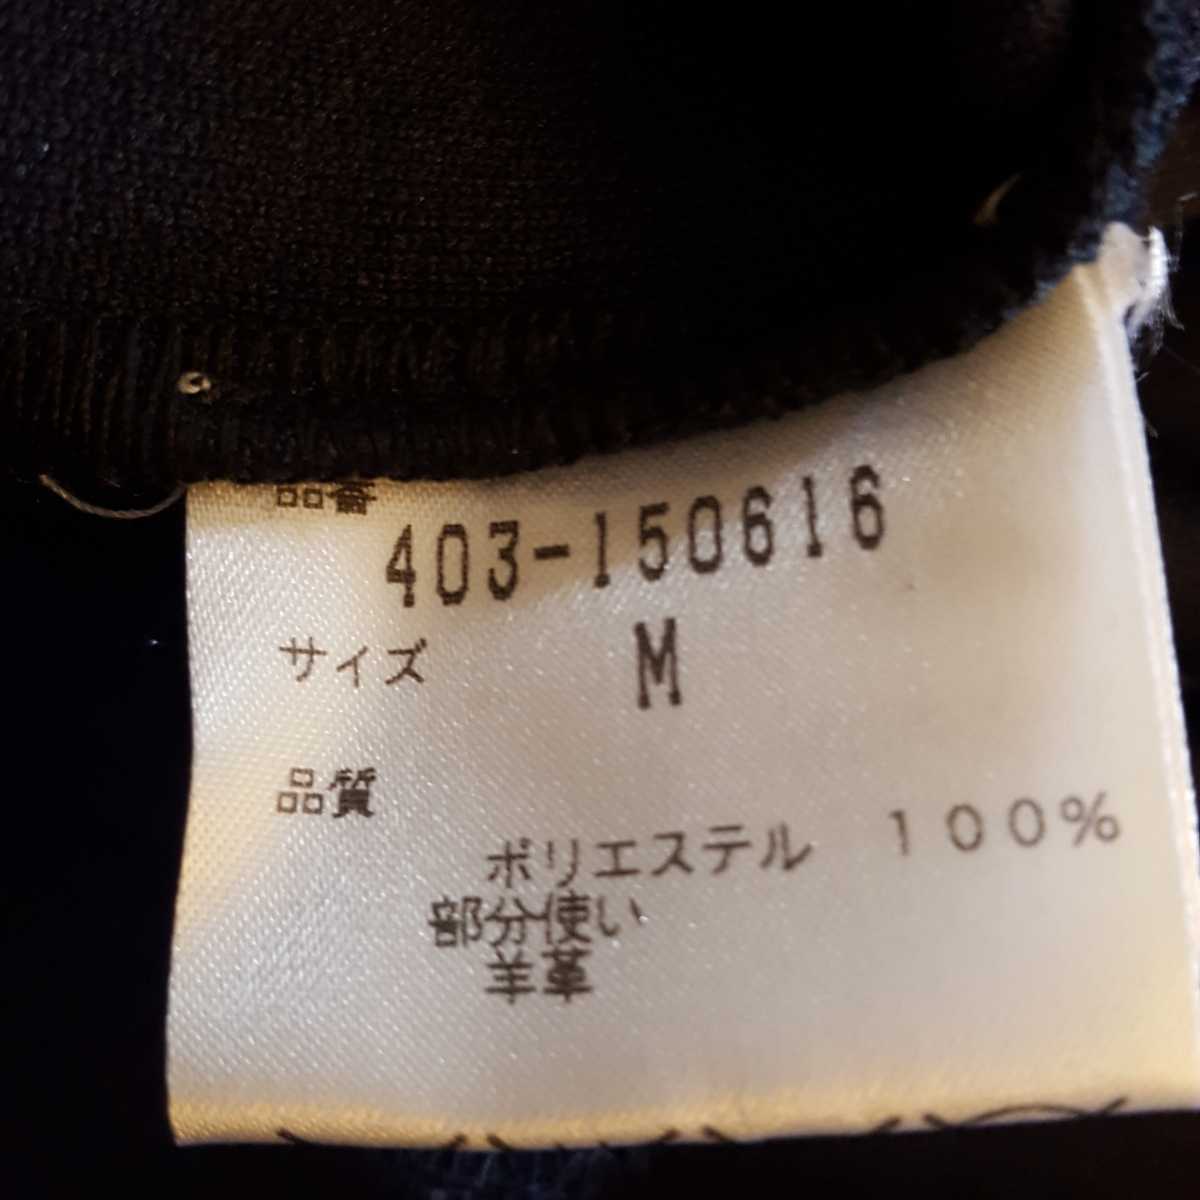 品番
403-150616
サイズ M
品質
ポリエステル 100%
部分使い
羊革